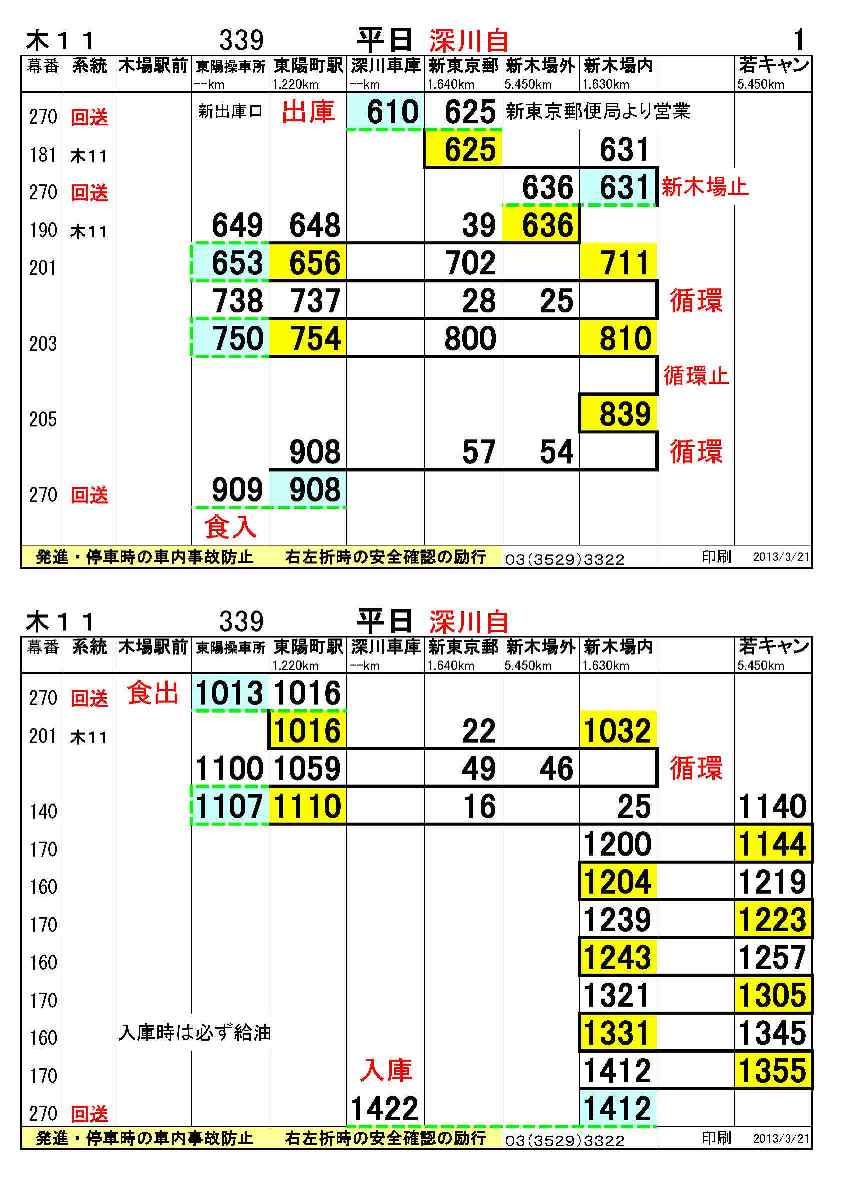 木11 339 平日 深川自 1
幕番 系統 木場駅前 東陽操車所 東陽町駅 深川車庫 新東京郵 新木場外 新木場内 若キャン
--km 1.220km --km 1.640km 5.450km 1.630km 5.450km
270 回送 新出庫口 出庫 610 625 新東京郵便局より営業
181 木11 625 631
270 回送 636 631 新木場止
190 木11 649 648 39 636
201 653 656 702 711
738 737 28 25 循環
203 750 754 800 810
循環止
205 839
908 57 54 循環
270 回送 909 908
食入
発進・停車時の車内事故防止 右左折時の安全確認の励行 03(3529)3322 印刷 2013/3/21
木11 339 平日 深川自
幕番 系統 木場駅前 東陽操車所 東陽町駅 深川車庫 新東京郵 新木場外 新木場内 若キャン
1.220km --km 1.640km 5.450km 1.630km 5.450km
270 回送 食出 1013 1016
201 木11 1016 22 1032
1100 1059 49 46 循環
140 1107 1110 16 25 1140
170 1200 1144
160 1204 1219
170 1239 1223
160 1243 1257
170 1321 1305
160 入庫時は必ず給油 1331 1345
170 入庫 1412 1355
270 回送 1422 1412
発進・停車時の車内事故防止 右左折時の安全確認の励行 03(3529)3322 印刷 2013/3/21